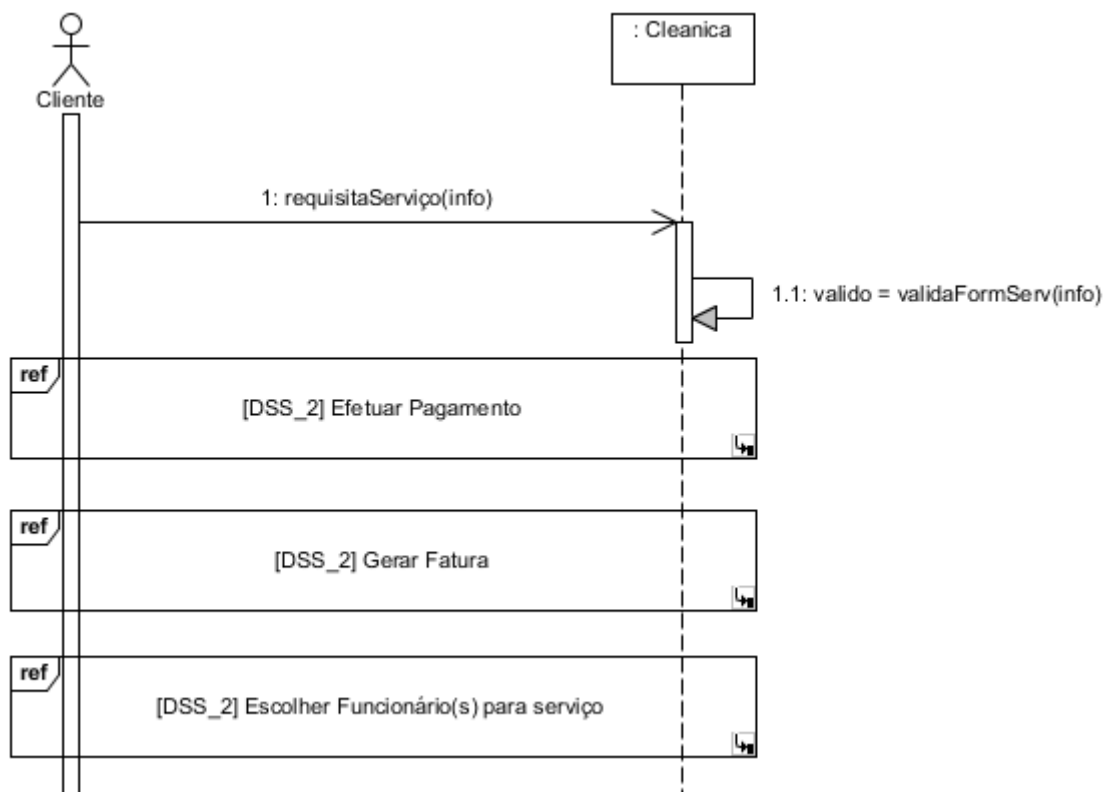 : Cleanica
Cliente
1: requisitaServiço(info)
1.1: valido = validaFormServ(info)
ref
[DSS_2] Efetuar Pagamento
ref
[DSS_2] Gerar Fatura
ref
[DSS_2] Escolher Funcionário(s) para serviço